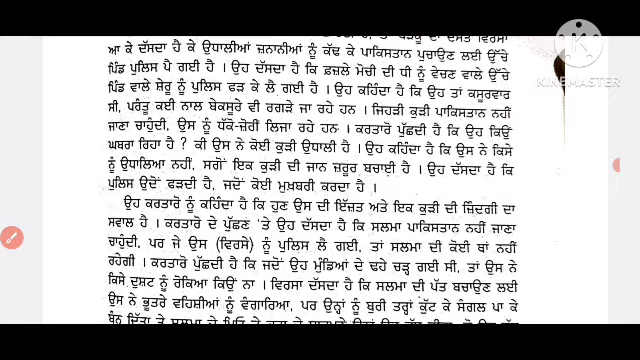 ਆ ਕੇ ਦੱਸਦਾ ਹੈ ਕਿ ਉਧਾਲੀਆਂ ਜ਼ਨਾਨੀਆਂ ਨੂੰ ਕੱਢ ਕੇ ਪਾਕਿਸਤਾਨ ਪੁਚਾਉਣ ਲਈ ਉੱਚੇ
ਪਿੰਡ ਪੁਲਿਸ ਪੈ ਗਈ ਹੈ । ਉਹ ਦੱਸਦਾ ਹੈ ਕਿ ਫ਼ਜ਼ਲੇ ਮੋਚੀ ਦੀ ਧੀ ਨੂੰ ਵੇਚਣ ਵਾਲੇ ਉੱਚੇ
ਪਿੰਡ ਵਾਲੇ ਸ਼ੇਰੂ ਨੂੰ ਪੁਲਿਸ ਫੜ ਕੇ ਲੈ ਗਈ ਹੈ । ਉਹ ਕਹਿੰਦਾ ਹੈ ਕਿ ਉਹ ਤਾਂ ਕਸੂਰਵਾਰ
ਸੀ, ਪਰੰਤੂ ਕਈ ਨਾਲ ਬੇਕਸੂਰੇ ਵੀ ਰਗੜੇ ਜਾ ਰਹੇ ਹਨ । ਜਿਹੜੀ ਕੁੜੀ ਪਾਕਿਸਤਾਨ ਨਹੀਂ
ਜਾਣਾ ਚਾਹੁੰਦੀ, ਉਸ ਨੂੰ ਧੱਕੋ-ਜ਼ੋਰੀਂ ਲਿਜਾ ਰਹੇ ਹਨ । ਕਰਤਾਰੋ ਪੁੱਛਦੀ ਹੈ ਕਿ ਉਹ ਕਿਉਂ
ਘਬਰਾ ਰਿਹਾ ਹੈ ? ਕੀ ਉਸ ਨੇ ਕੋਈ ਕੁੜੀ ਉਧਾਲੀ ਹੈ । ਉਹ ਕਹਿੰਦਾ ਹੈ ਕਿ ਉਸ ਨੇ ਕਿਸੇ
ਨੂੰ ਉਧਾਲਿਆ ਨਹੀਂ, ਸਗੋਂ ਇਕ ਕੁੜੀ ਦੀ ਜਾਨ ਜ਼ਰੂਰ ਬਚਾਈ ਹੈ । ਉਹ ਦੱਸਦਾ ਹੈ ਕਿ
ਪੁਲਿਸ ਉਦੋਂ ਫੜਦੀ ਹੈ, ਜਦੋਂ ਕੋਈ ਮੁਖ਼ਬਰੀ ਕਰਦਾ ਹੈ ।
ਉਹ ਕਰਤਾਰੋ ਨੂੰ ਕਹਿੰਦਾ ਹੈ ਕਿ ਹੁਣ ਉਸ ਦੀ ਇੱਜ਼ਤ ਅਤੇ ਇਕ ਕੁੜੀ ਦੀ ਜ਼ਿੰਦਗੀ ਦਾ
ਸਵਾਲ ਹੈ । ਕਰਤਾਰੋ ਦੇ ਪੁੱਛਣ 'ਤੇ ਉਹ ਦੱਸਦਾ ਹੈ ਕਿ ਸਲਮਾ ਪਾਕਿਸਤਾਨ ਨਹੀਂ ਜਾਣਾ
ਚਾਹੁੰਦੀ, ਪਰ ਜੇ ਉਸ (ਵਿਰਸੇ) ਨੂੰ ਪੁਲਿਸ ਲੈ ਗਈ, ਤਾਂ ਸਲਮਾ ਦੀ ਕੋਈ ਥਾਂ ਨਹੀਂ
ਰਹੇਗੀ । ਕਰਤਾਰੋ ਪੁੱਛਦੀ ਹੈ ਕਿ ਜਦੋਂ ਉਹ ਮੁੰਡਿਆਂ ਦੇ ਢਹੇ ਚੜ੍ਹ ਗਈ ਸੀ, ਤਾਂ ਉਸ ਨੇ
ਕਿਸੇ ਦੁਸ਼ਟ ਨੂੰ ਰੋਕਿਆ ਕਿਉਂ ਨਾ । ਵਿਰਸਾ ਦੱਸਦਾ ਹੈ ਕਿ ਸਲਮਾ ਦੀ ਪੱਤ ਬਚਾਉਣ ਲਈ
ਉਸ ਨੇ ਭੂਤਰੇ ਵਹਿਸ਼ੀਆਂ ਨੂੰ ਵੰਗਾਰਿਆ, ਪਰ ਉਨ੍ਹਾਂ ਨੂੰ ਬੁਰੀ ਤਰ੍ਹਾਂ ਕੁੱਟ ਕੇ ਸੰਗਲ ਪਾ ਕੇ
KINEMASTER